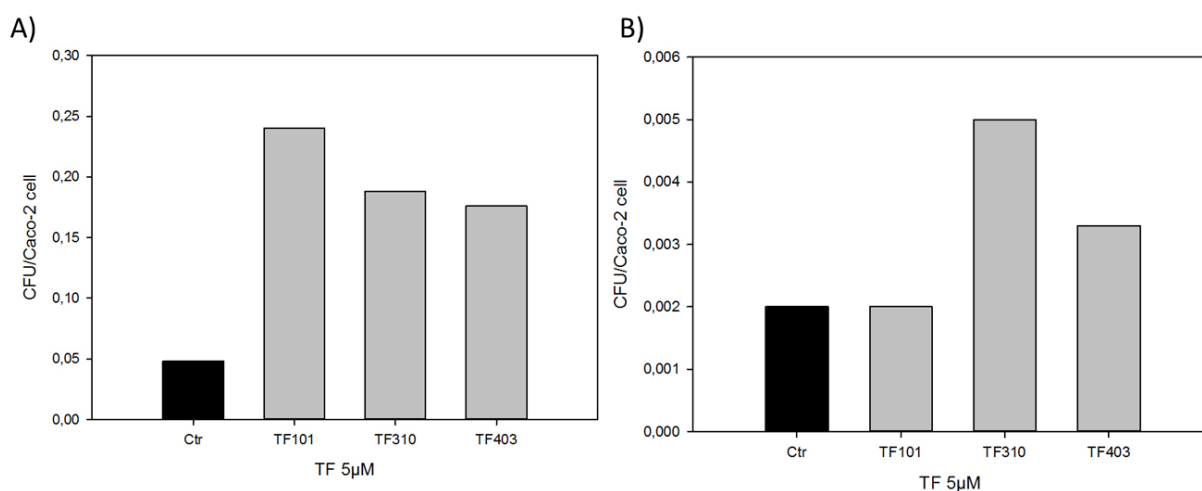 A)
CFU/Caco-2 cell
0,30
0,25
0,20
0,15
0,10
0,05
0,00
Ctr TF101 TF310 TF403
TF 5µM
B)
CFU/Caco-2 cell
0,006
0,005
0,004
0,003
0,002
0,001
0,000
Ctr TF101 TF310 TF403
TF 5µM